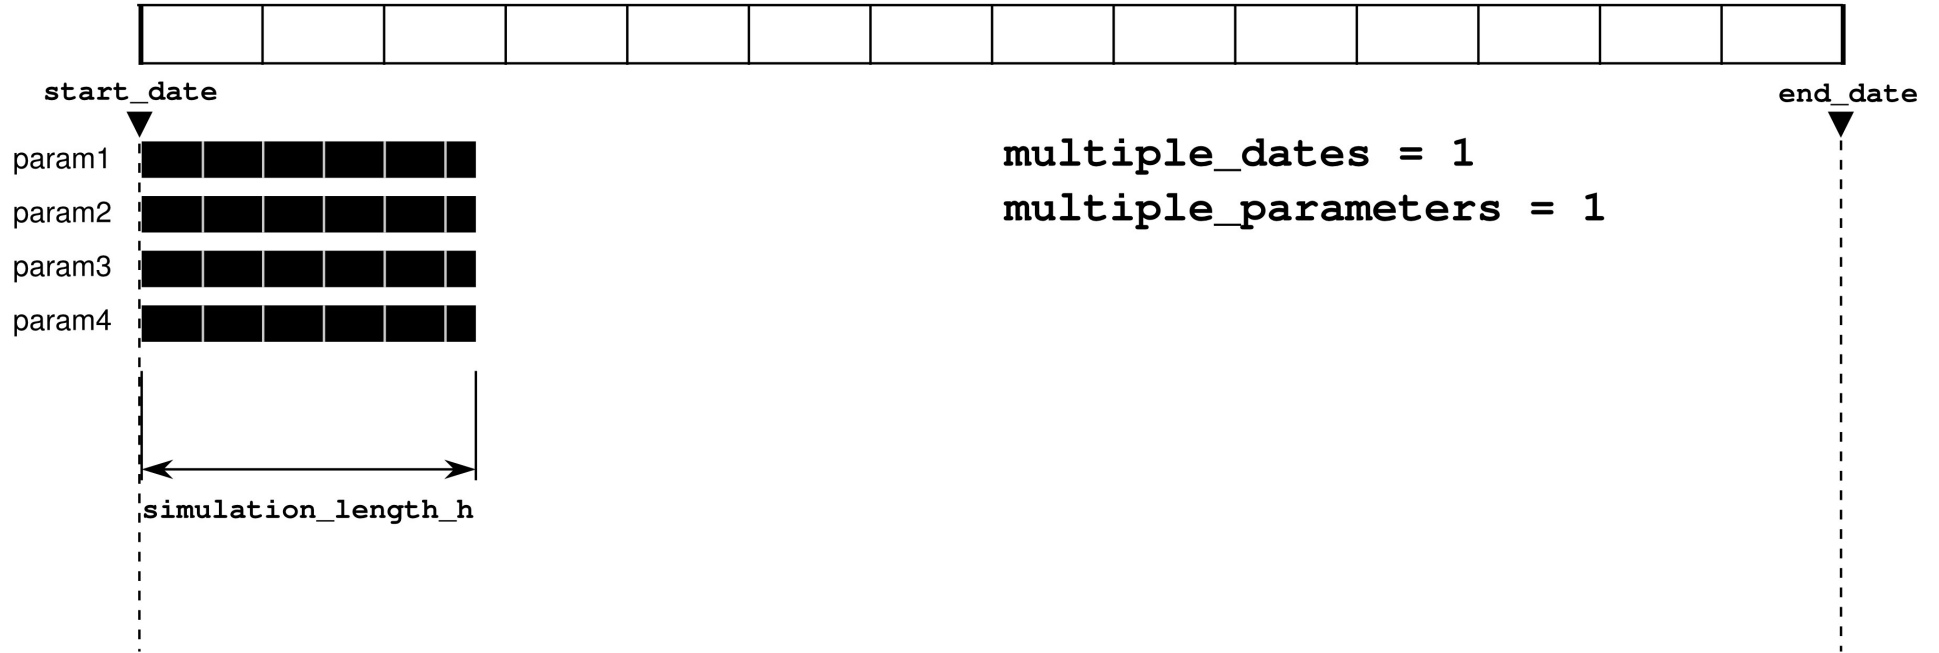 start_date
end_date
param1
multiple_dates = 1
param2
multiple_parameters = 1
param3
param4
simulation_length_h